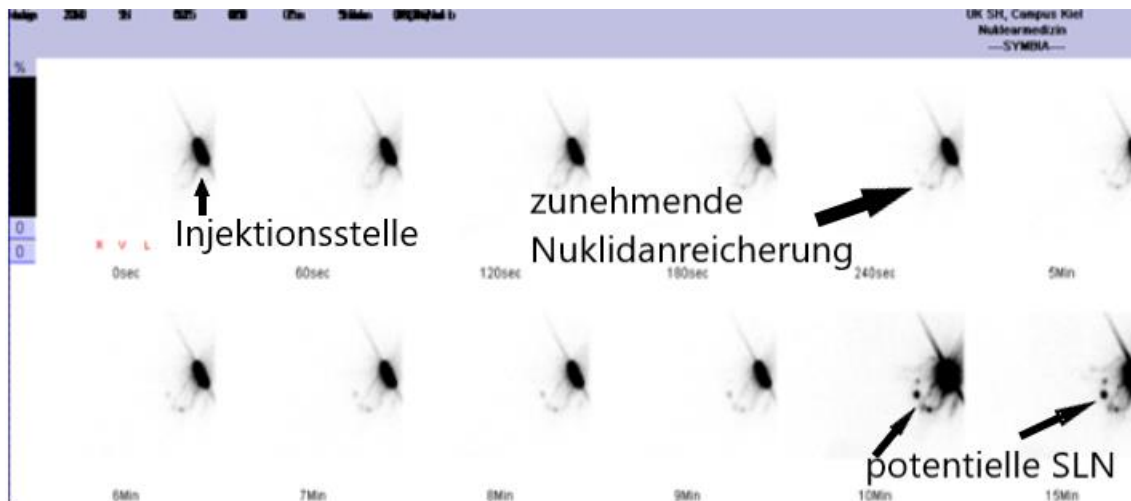 UK SH, Campus Kiel
Nuklearmedizin
---SYMBIA---
%
Injektionsstelle
zunehmende
Nuklidanreicherung
0
0
R V L
0sec 60sec 120sec 180sec 240sec 5Min
potentielle SLN
6Min 7Min 8Min 9Min 10Min 15Min